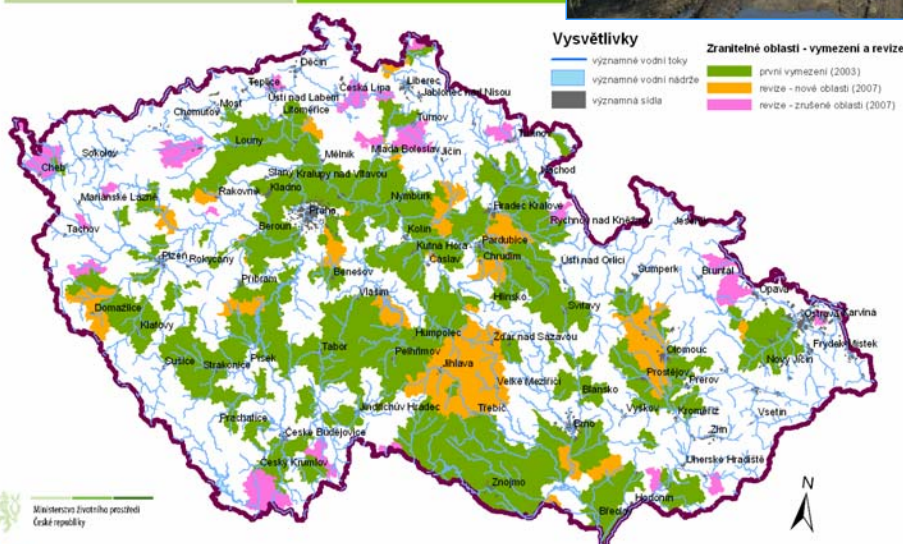 Vysvětlivky
významné vodní toky
významné vodní nádrže
významná sídla
Zranitelné oblasti - vymezení a revize
první vymezení (2003)
revize - nové oblasti (2007)
revize - zrušené oblasti (2007)
Děčín
Liberec
Teplice
Česká Lípa
Jablonec nad Nisou
Most
Ústí nad Labem
Chomutov
Litoměřice
Turnov
Trutnov
Louny
Mladá Boleslav
Jičín
Sokolov
Mělník
Cheb
Náchod
Slaný
Kralupy nad Vltavou
Rakovník
Kladno
Mariánské Lázně
Nymburk
Hradec Králové
Praha
Rychnov nad Kněžnou
Jeseník
Tachov
Beroun
Kolín
Pardubice
Kutná Hora
Chrudim
Plzeň
Rokycany
Čáslav
Ústí nad Orlicí
Šumperk
Bruntál
Benešov
Příbram
Opava
Vlašim
Hlinsko
Domažlice
Svitavy
Ostrava
Karviná
Klatovy
Humpolec
Žďár nad Sázavou
Frýdek-Místek
Tábor
Olomouc
Sušice
Písek
Pelhřimov
Nový Jičín
Strakonice
Jihlava
Prostějov
Přerov
Velké Meziříčí
Blansko
Jindřichův Hradec
Třebíč
Vyškov
Kroměříž
Vsetín
Prachatice
České Budějovice
Brno
Zlín
Uherské Hradiště
Český Krumlov
Znojmo
Hodonín
Břeclav
N
Ministerstvo životního prostředí
České republiky